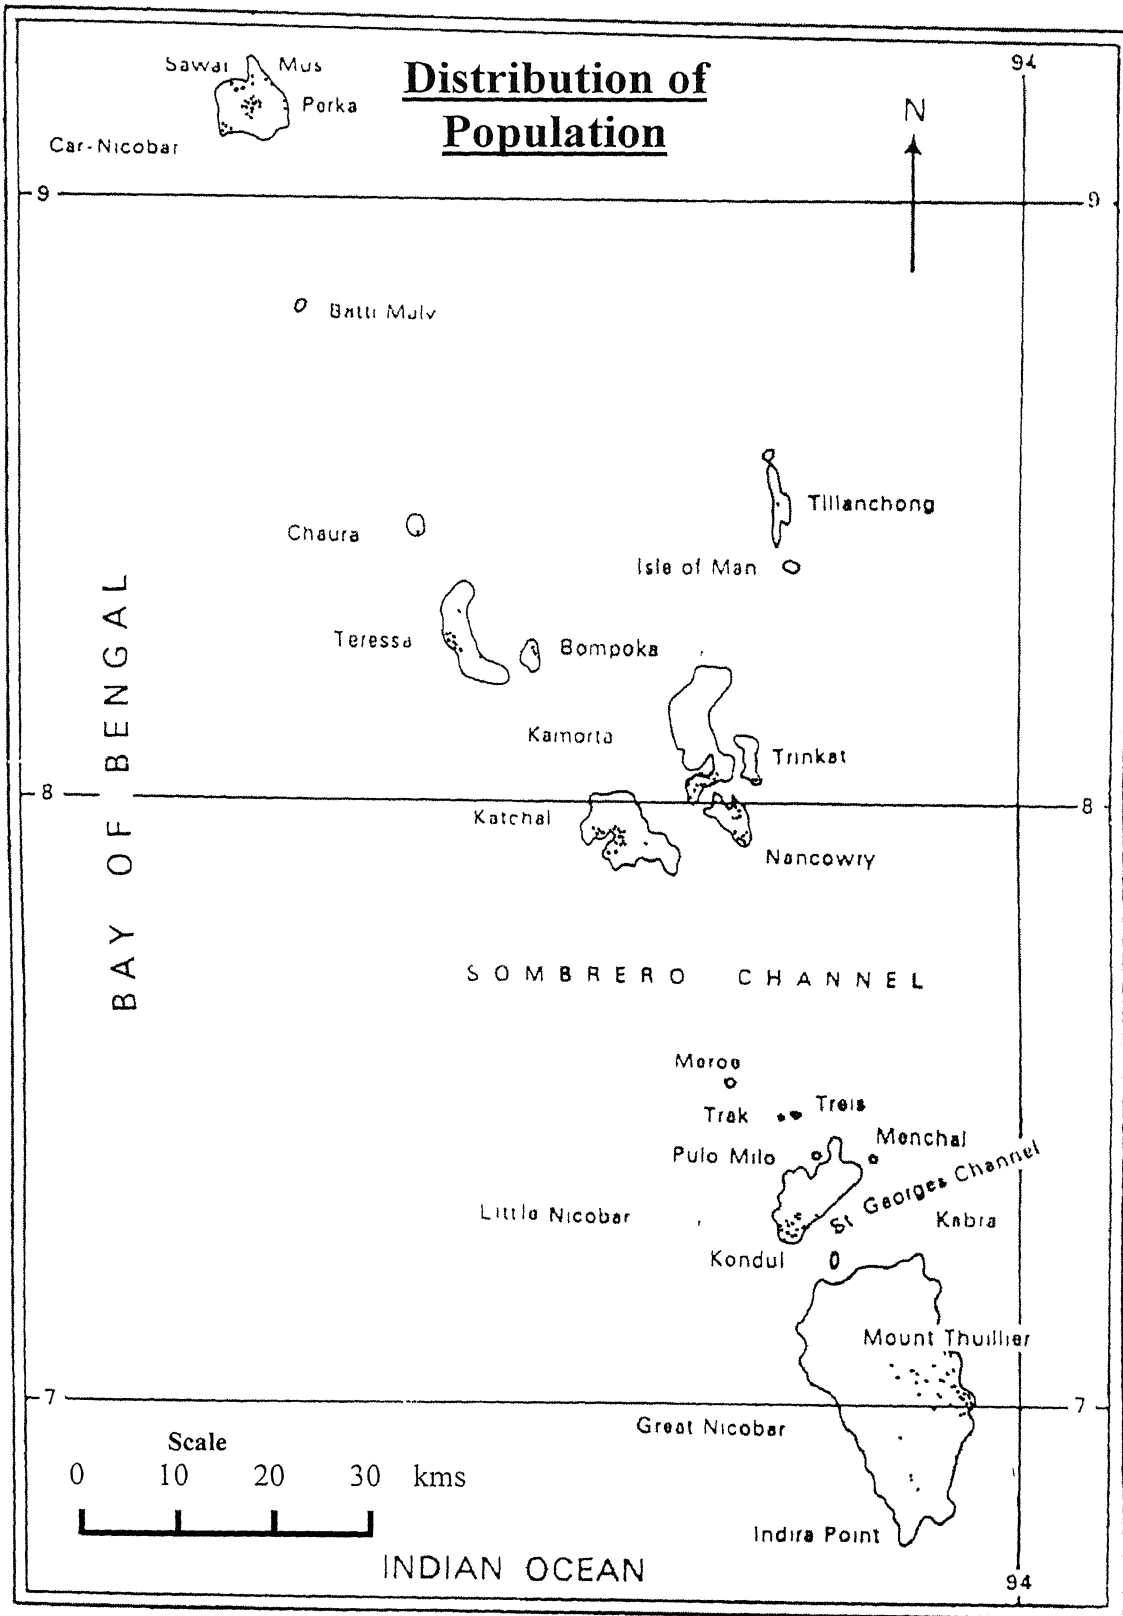 Distribution of
Population
94
N
Sawai Mus
Perka
Car-Nicobar
9 9
Batti Malv
Tillanchong
Chaura
Isle of Man
Teressa
Bompoka
Kamorta
Trinkat
8 8
Katchal
Nancowry
BAY OF BENGAL
SOMBRERO CHANNEL
Meroe
Trak Treis
Menchal
Pulo Milo
St Georges Channel
Little Nicobar
Kabra
Kondul
Mount Thuillier
7 7
Great Nicobar
Scale
0 10 20 30 kms
Indira Point
INDIAN OCEAN
94